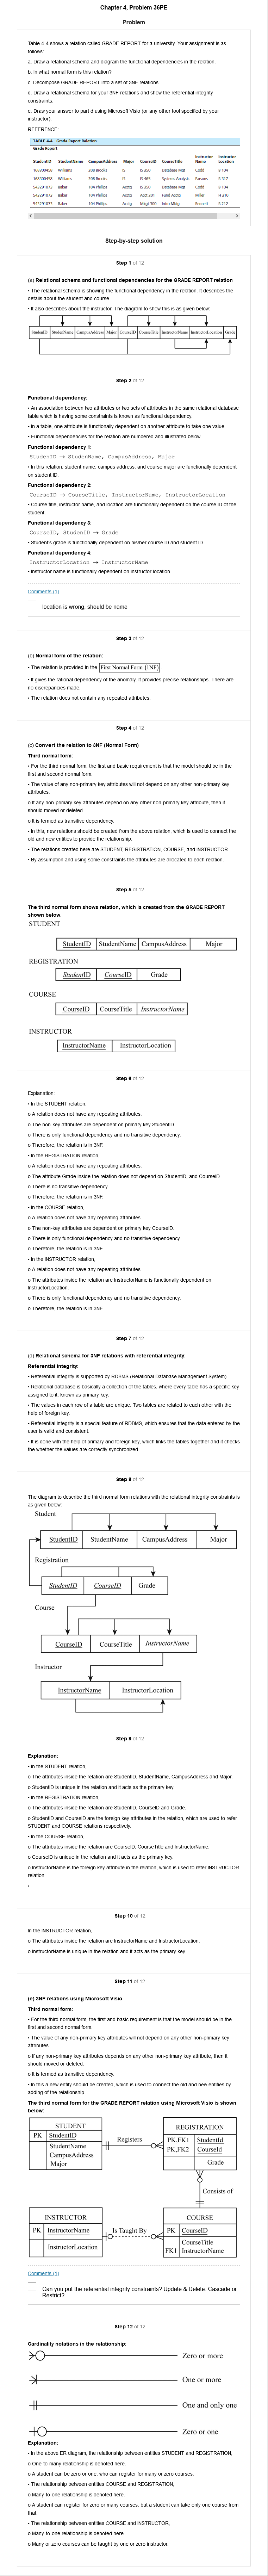 Chapter 4, Problem 36PE
Problem
Table 4-4 shows a relation called GRADE REPORT for a university. Your assignment is as
follows:
a. Draw a relational schema and diagram the functional dependencies in the relation.
b. In what normal form is this relation?
c. Decompose GRADE REPORT into a set of 3NF relations.
d. Draw a relational schema for your 3NF relations and show the referential integrity
constraints.
e. Draw your answer to part d using Microsoft Visio (or any other tool specified by your
instructor).
REFERENCE:
TABLE 4-4 Grade Report Relation
Grade Report
StudentID StudentName CampusAddress Major CourseID CourseTitle Instructor Name Instructor Location
168300458 Williams 208 Brooks IS IS 350 Database Mgt Codd B 104
168300458 Williams 208 Brooks IS IS 465 Systems Analysis Parsons B 317
543291073 Baker 104 Phillips Acctg IS 350 Database Mgt Codd B 104
543291073 Baker 104 Phillips Acctg Acct 201 Fund Acctg Miller H 310
543291073 Baker 104 Phillips Acctg Mkgt 300 Intro Mktg Bennett B 212
Step-by-step solution
Step 1 of 12
(a) Relational schema and functional dependencies for the GRADE REPORT relation
• The relational schema is showing the functional dependency in the relation. It describes the
details about the student and course.
• It also describes about the instructor. The diagram to show this is given below:
StudentID StudentName CampusAddress Major CourseID CourseTitle InstructorName InstructorLocation Grade
Step 2 of 12
Functional dependency:
• An association between two attributes or two sets of attributes in the same relational database
table which is having some constraints is known as functional dependency.
• In a table, one attribute is functionally dependent on another attribute to take one value.
• Functional dependencies for the relation are numbered and illustrated below.
Functional dependency 1:
StudenID → StudenName, CampusAddress, Major
• In this relation, student name, campus address, and course major are functionally dependent
on student ID.
Functional dependency 2:
CourseID → CourseTitle, InstructorName, InstructorLocation
• Course title, instructor name, and location are functionally dependent on the course ID of the
student.
Functional dependency 3:
CourseID, StudenID → Grade
• Student's grade is functionally dependent on his/her course ID and student ID.
Functional dependency 4:
InstructorLocation → InstructorName
• Instructor name is functionally dependent on instructor location.
Comments (1)
location is wrong, should be name
Step 3 of 12
(b) Normal form of the relation:
• The relation is provided in the First Normal Form (1NF)
• It gives the rational dependency of the anomaly. It provides precise relationships. There are
no discrepancies made.
• The relation does not contain any repeated attributes.
Step 4 of 12
(c) Convert the relation to 3NF (Normal Form)
Third normal form:
• For the third normal form, the first and basic requirement is that the model should be in the
first and second normal form.
• The value of any non-primary key attributes will not depend on any other non-primary key
attributes.
o If any non-primary key attributes depend on any other non-primary key attribute, then it
should moved or deleted.
o It is termed as transitive dependency.
• In this, new relations should be created from the above relation, which is used to connect the
old and new entities to provide the relationship.
• The relations created here are STUDENT, REGISTRATION, COURSE, and INSTRUCTOR.
• By assumption and using some constraints the attributes are allocated to each relation.
Step 5 of 12
The third normal form shows relation, which is created from the GRADE REPORT
shown below
STUDENT
StudentID StudentName CampusAddress Major
REGISTRATION
StudentID CourseID Grade
COURSE
CourseID CourseTitle InstructorName
INSTRUCTOR
InstructorName InstructorLocation
Step 6 of 12
Explanation:
• In the STUDENT relation,
o A relation does not have any repeating attributes.
o The non-key attributes are dependent on primary key StudentID.
o There is only functional dependency and no transitive dependency.
o Therefore, the relation is in 3NF.
• In the REGISTRATION relation,
o A relation does not have any repeating attributes.
o The attribute Grade inside the relation does not depend on StudentID, and CourseID.
o There is no transitive dependency.
o Therefore, the relation is in 3NF.
• In the COURSE relation,
o A relation does not have any repeating attributes.
o The non-key attributes are dependent on primary key CourseID.
o There is only functional dependency and no transitive dependency.
o Therefore, the relation is in 3NF.
• In the INSTRUCTOR relation,
o A relation does not have any repeating attributes.
o The attributes inside the relation are InstructorName is functionally dependent on
InstructorLocation.
o There is only functional dependency and no transitive dependency.
o Therefore, the relation is in 3NF.
Step 7 of 12
(d) Relational schema for 3NF relations with referential integrity:
Referential integrity:
• Referential integrity is supported by RDBMS (Relational Database Management System).
• Relational database is basically a collection of the tables, where every table has a specific key
assigned to it, known as primary key.
• The values in each row of a table are unique. Two tables are related to each other with the
help of foreign key.
• Referential integrity is a special feature of RDBMS, which ensures that the data entered by the
user is valid and consistent.
• It is done with the help of primary and foreign key, which links the tables together and it checks
the whether the values are correctly synchronized.
Step 8 of 12
The diagram to describe the third normal form relations with the relational integrity constraints is
as given below:
Student
StudentID StudentName CampusAddress Major
Registration
StudentID CourseID Grade
Course
CourseID CourseTitle InstructorName
Instructor
InstructorName InstructorLocation
Step 9 of 12
Explanation:
• In the STUDENT relation,
o The attributes inside the relation are StudentID, StudentName, CampusAddress and Major.
o StudentID is unique in the relation and it acts as the primary key.
• In the REGISTRATION relation,
o The attributes inside the relation are StudentID, CourseID and Grade.
o StudentID and CourseID are the foreign key attributes in the relation, which are used to refer
STUDENT and COURSE relations respectively.
• In the COURSE relation,
o The attributes inside the relation are CourseID, CourseTitle and InstructorName.
o CourseID is unique in the relation and it acts as the primary key.
o InstructorName is the foreign key attribute in the relation, which is used to refer INSTRUCTOR
relation.
•
Step 10 of 12
In the INSTRUCTOR relation,
o The attributes inside the relation are InstructorName and InstructorLocation.
o InstructorName is unique in the relation and it acts as the primary key.
Step 11 of 12
(e) 3NF relations using Microsoft Visio
Third normal form:
• For the third normal form, the first and basic requirement is that the model should be in the
first and second normal form.
• The value of any non-primary key attributes will not depend on any other non-primary key
attributes.
o If any non-primary key attributes depends on any other non-primary key attribute, then it
should moved or deleted.
o It is termed as transitive dependency.
• In this a new entity should be created, which is used to connect the old and new entities by
adding of the relationship.
The third normal form for the GRADE REPORT relation using Microsoft Visio is shown
below:
STUDENT
PK StudentID
StudentName
CampusAddress
Major
Registers
REGISTRATION
PK,FK1 StudentId
PK,FK2 CourseId
Grade
Consists of
INSTRUCTOR
PK InstructorName
InstructorLocation
Is Taught By
COURSE
PK CourseID
CourseTitle
FK1 InstructorName
Comments (1)
Can you put the referential integrity constraints? Update & Delete: Cascade or
Restrict?
Step 12 of 12
Cardinality notations in the relationship:
Zero or more
One or more
One and only one
Zero or one
Explanation:
• In the above ER diagram, the relationship between entities STUDENT and REGISTRATION,
o One-to-many relationship is denoted here.
o A student can be zero or one, who can register for many or zero courses.
• The relationship between entities COURSE and REGISTRATION,
o Many-to-one relationship is denoted here.
o A student can register for zero or many courses, but a student can take only one course from
that.
• The relationship between entities COURSE and INSTRUCTOR,
o Many-to-one relationship is denoted here.
o Many or zero courses can be taught by one or zero instructor.